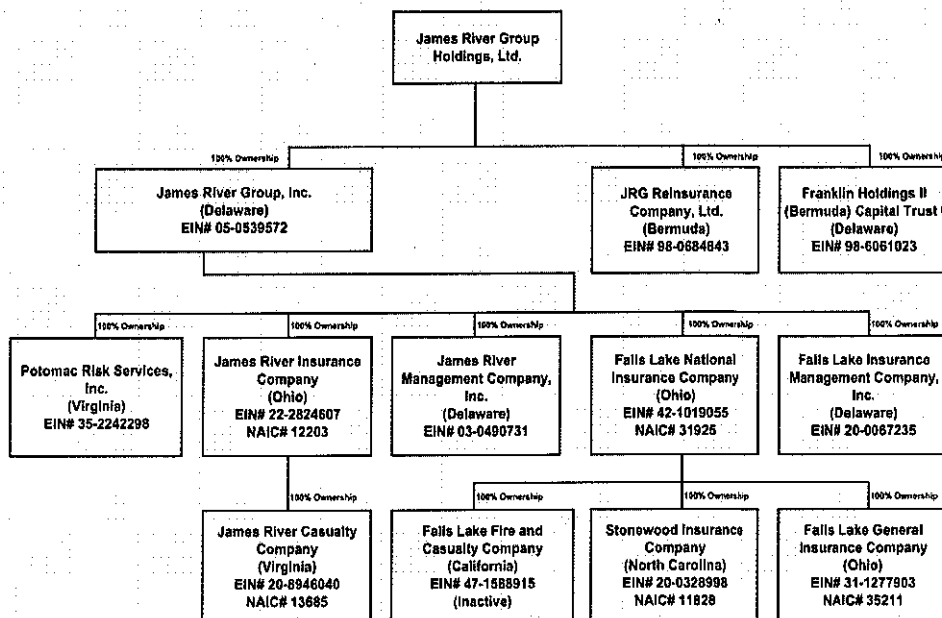 James River Group
Holdings, Ltd.
100% Ownership
100% Ownership
100% Ownership
James River Group, Inc.
(Delaware)
EIN# 05-0539572
JRG Reinsurance
Company, Ltd.
(Bermuda)
EIN# 98-0684843
Franklin Holdings II
(Bermuda) Capital Trust
(Delaware)
EIN# 98-6061023
100% Ownership
100% Ownership
100% Ownership
100% Ownership
100% Ownership
Potomac Risk Services,
Inc.
(Virginia)
EIN# 35-2242298
James River Insurance
Company
(Ohio)
EIN# 22-2824607
NAIC# 12203
James River
Management Company,
Inc.
(Delaware)
EIN# 03-0490731
Falls Lake National
Insurance Company
(Ohio)
EIN# 42-1019055
NAIC# 31925
Falls Lake Insurance
Management Company,
Inc.
(Delaware)
EIN# 20-0067235
100% Ownership
100% Ownership
100% Ownership
100% Ownership
James River Casualty
Company
(Virginia)
EIN# 20-8946040
NAIC# 13685
Falls Lake Fire and
Casualty Company
(California)
EIN# 47-1588915
(Inactive)
Stonewood Insurance
Company
(North Carolina)
EIN# 20-0328998
NAIC# 11828
Falls Lake General
Insurance Company
(Ohio)
EIN# 31-1277903
NAIC# 35211